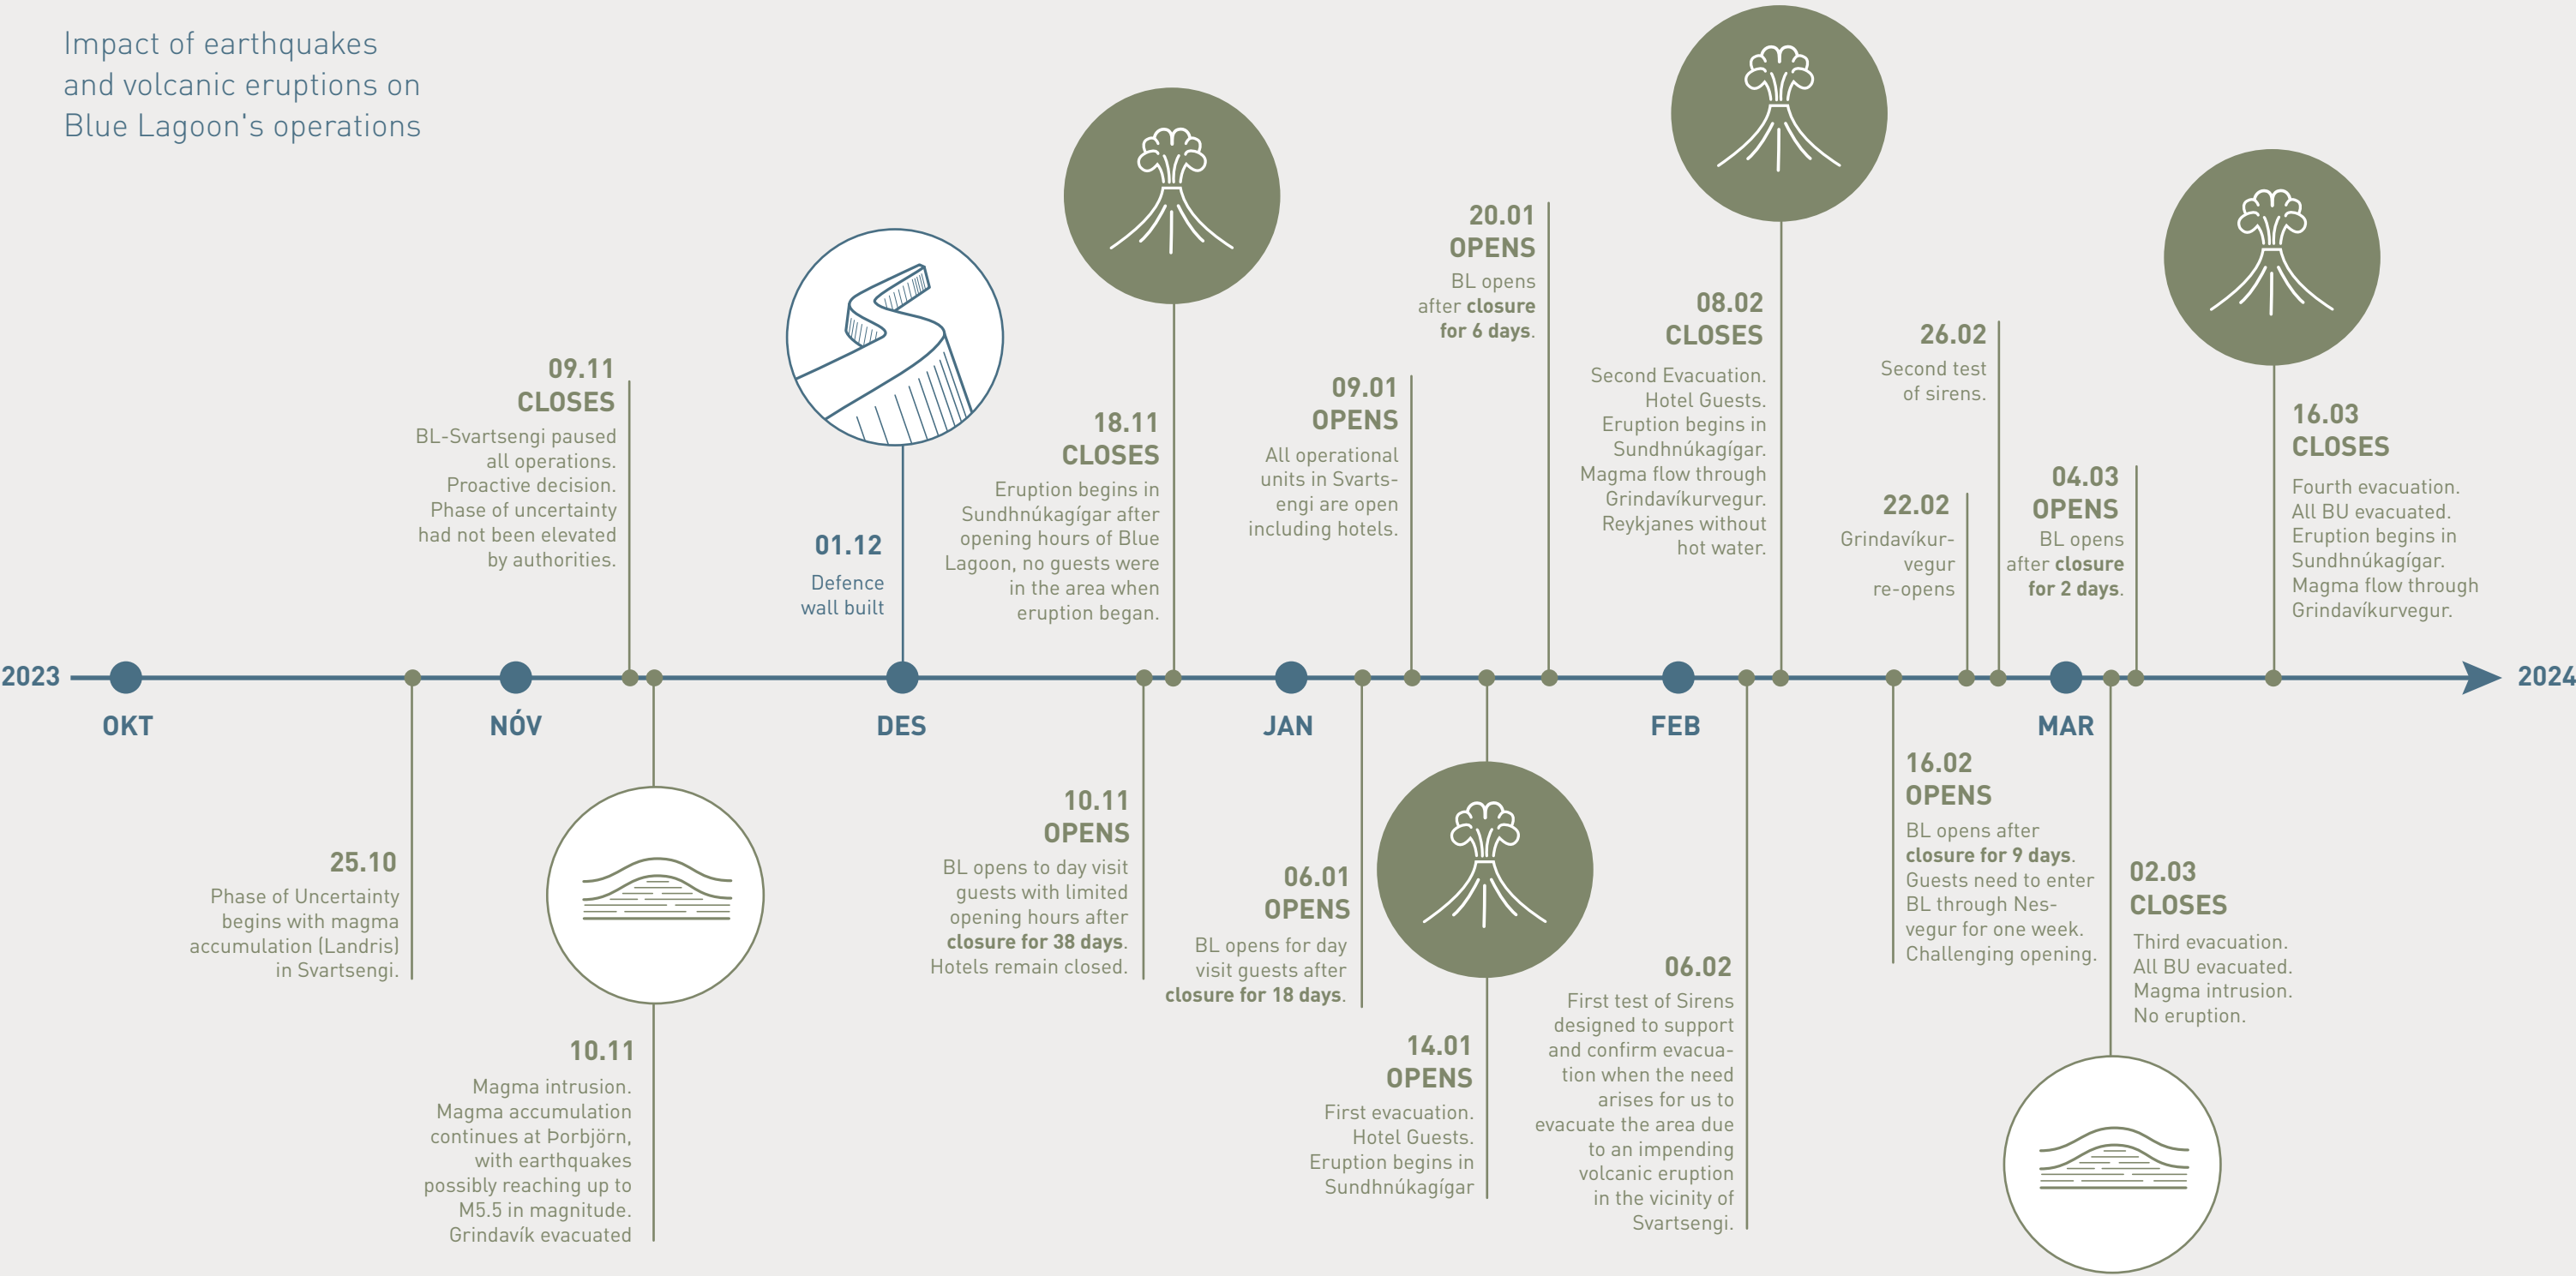 Impact of earthquakes
and volcanic eruptions on
Blue Lagoon's operations
2023
OKT
25.10
Phase of Uncertainty
begins with magma
accumulation (Landris)
in Svartsengi.
NÓV
09.11
CLOSES
BL-Svartsengi paused
all operations.
Proactive decision.
Phase of uncertainty
had not been elevated
by authorities.
10.11
Magma intrusion.
Magma accumulation
continues at Þorbjörn,
with earthquakes
possibly reaching up to
M5.5 in magnitude.
Grindavík evacuated
DES
01.12
Defence
wall built
10.11
OPENS
BL opens to day visit
guests with limited
opening hours after
closure for 38 days.
Hotels remain closed.
18.11
CLOSES
Eruption begins in
Sundhnúkagígar after
opening hours of Blue
Lagoon, no guests were
in the area when
eruption began.
JAN
06.01
OPENS
BL opens for day
visit guests after
closure for 18 days.
09.01
OPENS
All operational
units in Svarts-
engi are open
including hotels.
14.01
OPENS
First evacuation.
Hotel Guests.
Eruption begins in
Sundhnúkagígar
20.01
OPENS
BL opens
after closure
for 6 days.
FEB
06.02
First test of Sirens
designed to support
and confirm evacua-
tion when the need
arises for us to
evacuate the area due
to an impending
volcanic eruption
in the vicinity of
Svartsengi.
08.02
CLOSES
Second Evacuation.
Hotel Guests.
Eruption begins in
Sundhnúkagígar.
Magma flow through
Grindavíkurvegur.
Reykjanes without
hot water.
16.02
OPENS
BL opens after
closure for 9 days.
Guests need to enter
BL through Nes-
vegur for one week.
Challenging opening.
22.02
Grindavíkur-
vegur
re-opens
26.02
Second test
of sirens.
MAR
02.03
CLOSES
Third evacuation.
All BU evacuated.
Magma intrusion.
No eruption.
04.03
OPENS
BL opens
after closure
for 2 days.
16.03
CLOSES
Fourth evacuation.
All BU evacuated.
Eruption begins in
Sundhnúkagígar.
Magma flow through
Grindavíkurvegur.
2024